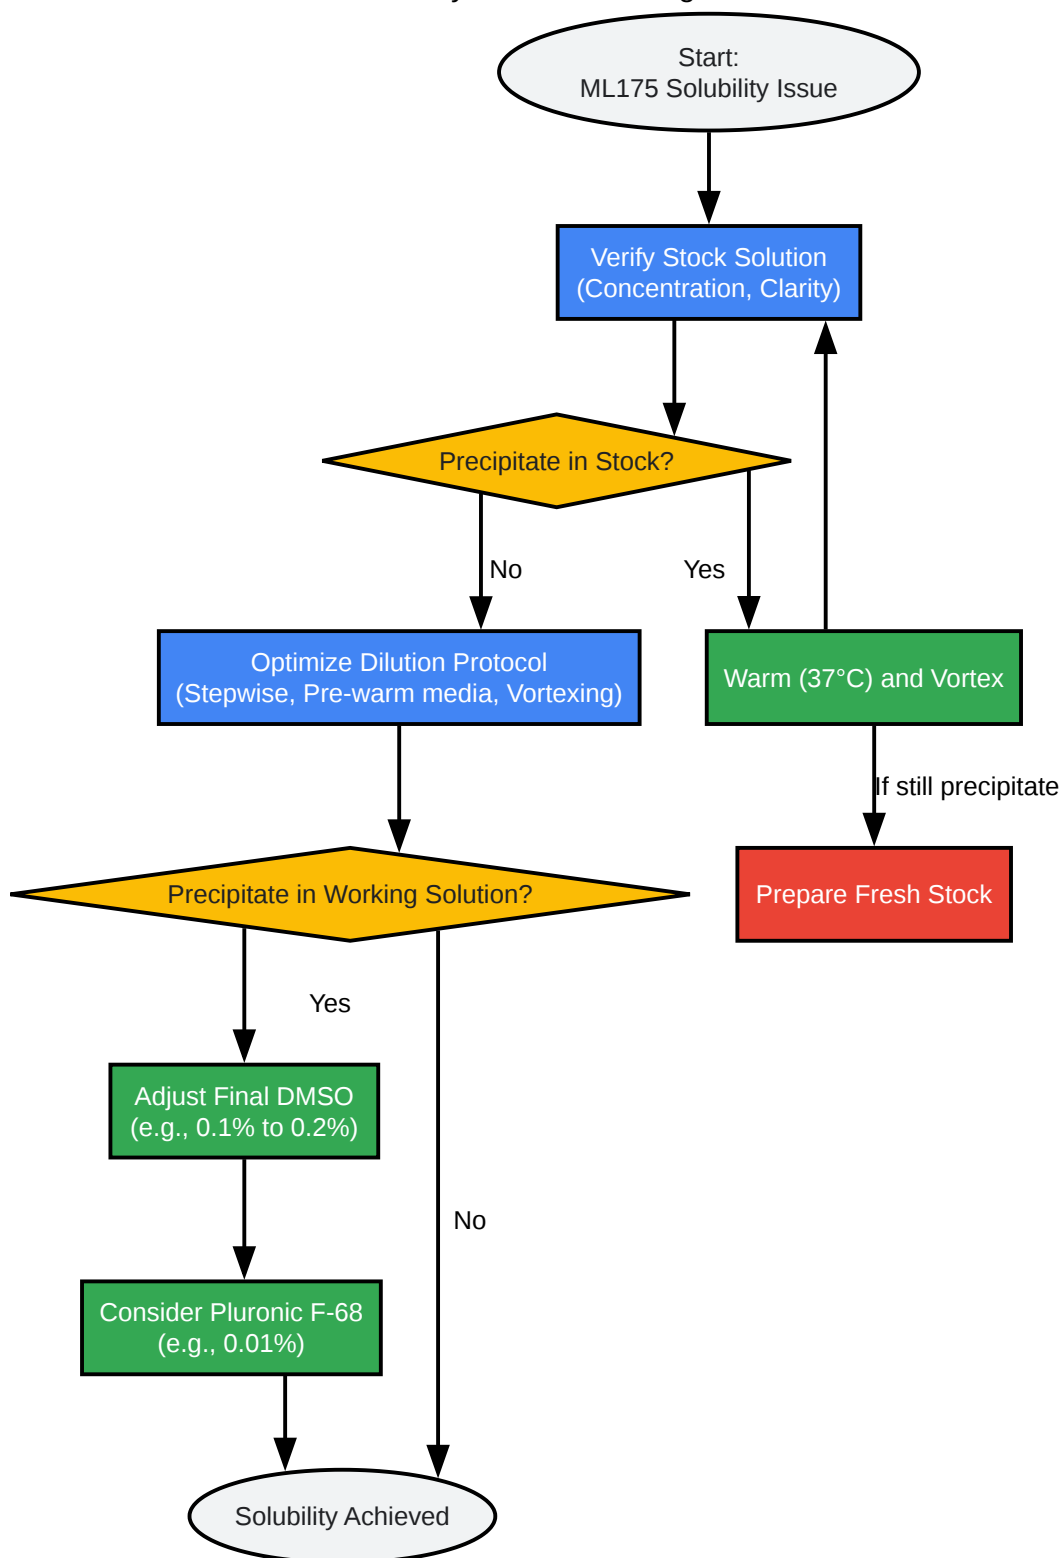 Start:
ML175 Solubility Issue
Verify Stock Solution
(Concentration, Clarity)
Precipitate in Stock?
No
Yes
Optimize Dilution Protocol
(Stepwise, Pre-warm media, Vortexing)
Warm (37°C) and Vortex
If still precipitate
Precipitate in Working Solution?
Prepare Fresh Stock
Yes
Adjust Final DMSO
(e.g., 0.1% to 0.2%)
No
Consider Pluronic F-68
(e.g., 0.01%)
Solubility Achieved